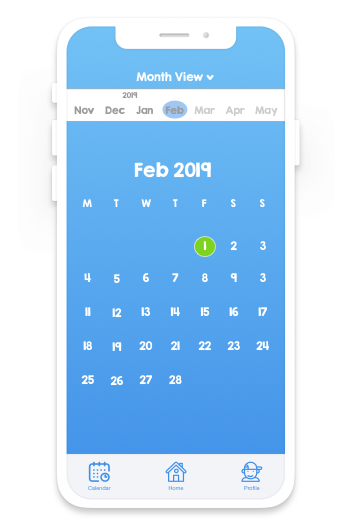 Month View
2019
Nov Dec Jan Feb Mar Apr May
Feb 2019
M T W T F S S
1 2 3
4 5 6 7 8 9 3
11 12 13 14 15 16 17
18 19 20 21 22 23 24
25 26 27 28
Calendar Home Profile